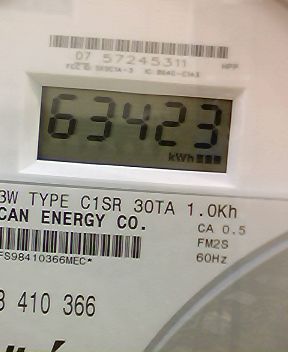 07 57245311
HPP
63423
kWh
3W TYPE C1SR 30TA 1.0Kh
CAN ENERGY CO.
CA 0.5
FM2S
60Hz
FS98410366MEC*
8 410 366